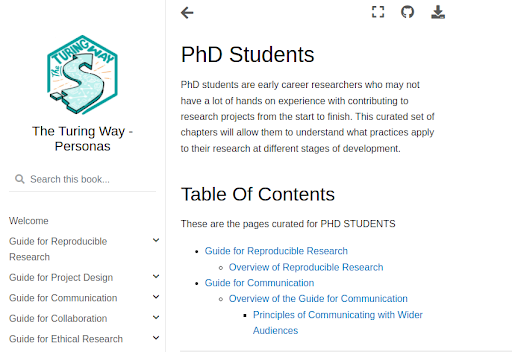 THE TURING WAY
The Turing Way -
Personas
Search this book...
Welcome
Guide for Reproducible
Research
Guide for Project Design
Guide for Communication
Guide for Collaboration
Guide for Ethical Research
PhD Students
PhD students are early career researchers who may not
have a lot of hands on experience with contributing to
research projects from the start to finish. This curated set of
chapters will allow them to understand what practices apply
to their research at different stages of development.
Table Of Contents
These are the pages curated for PHD STUDENTS
Guide for Reproducible Research
Overview of Reproducible Research
Guide for Communication
Overview of the Guide for Communication
Principles of Communicating with Wider
Audiences